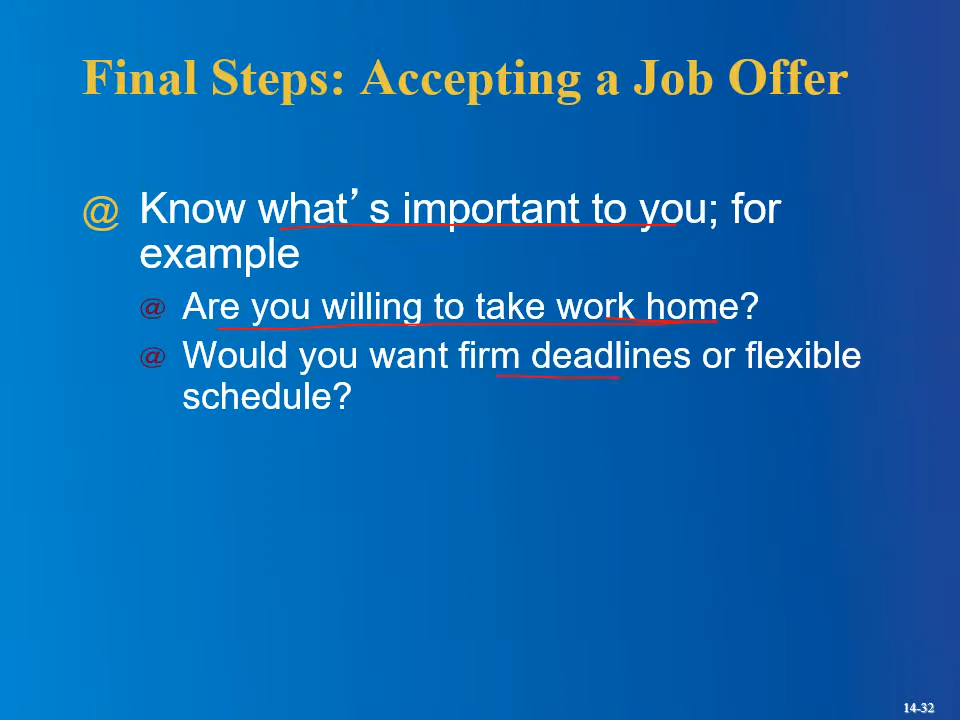 Final Steps: Accepting a Job Offer
@ Know what’s important to you; for
example
@ Are you willing to take work home?
@ Would you want firm deadlines or flexible
schedule?
14-32